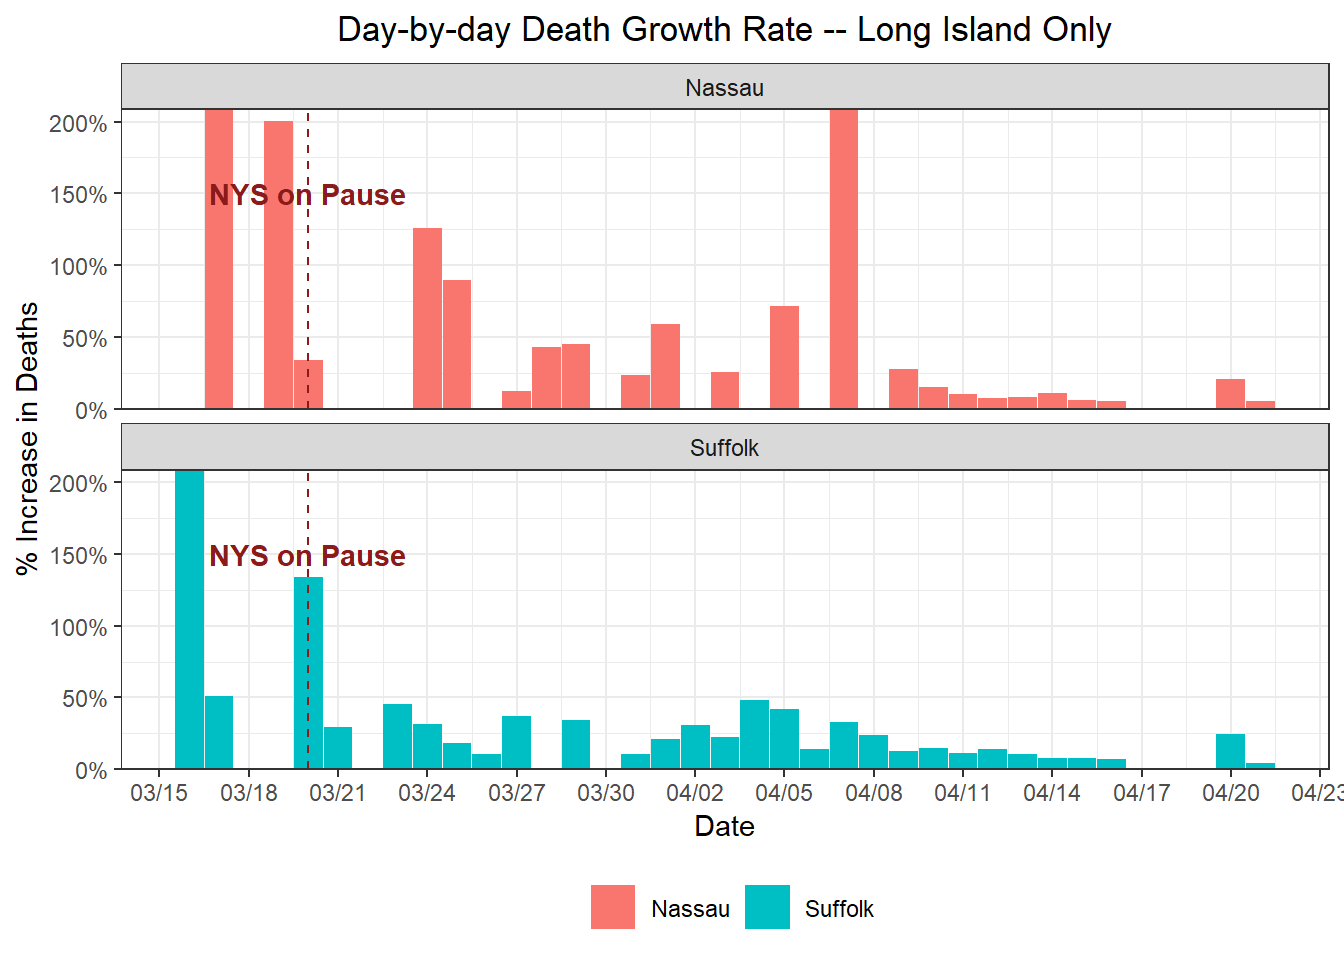 Day-by-day Death Growth Rate -- Long Island Only
Nassau
200%
150%
100%
50%
0%
NYS on Pause
Suffolk
200%
150%
100%
50%
0%
NYS on Pause
% Increase in Deaths
03/15 03/18 03/21 03/24 03/27 03/30 04/02 04/05 04/08 04/11 04/14 04/17 04/20 04/23
Date
Nassau Suffolk